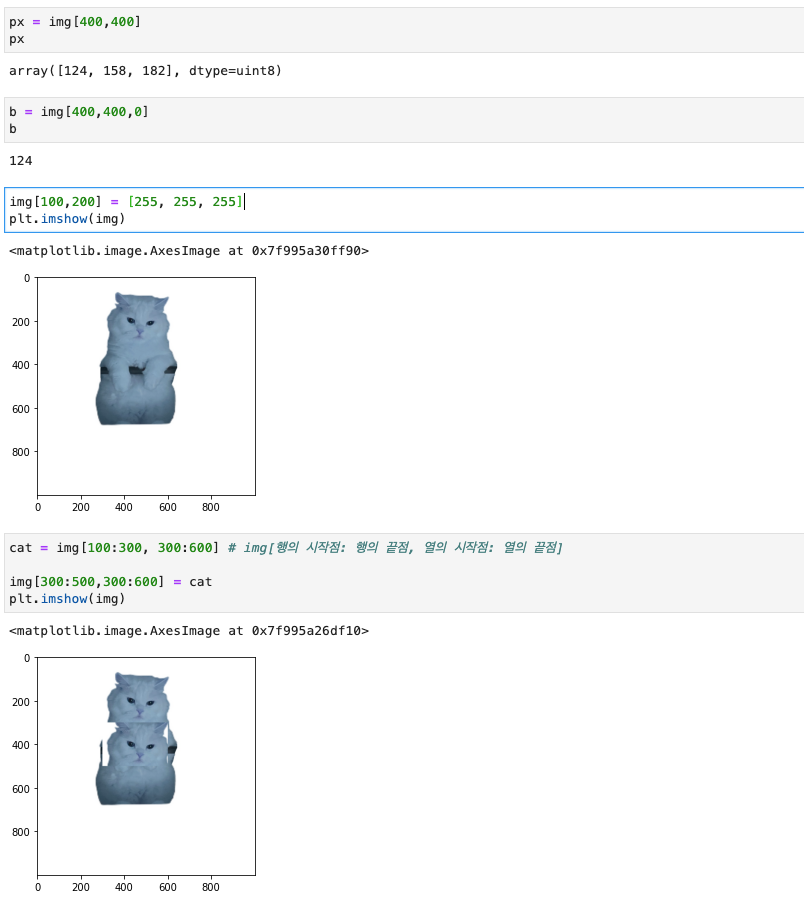 px = img[400,400]
px
array([124, 158, 182], dtype=uint8)
b = img[400,400,0]
b
124
img[100,200] = [255, 255, 255]
plt.imshow(img)
<matplotlib.image.AxesImage at 0x7f995a30ff90>
0
200
400
600
800
0 200 400 600 800
cat = img[100:300, 300:600] # img[행의 시작점: 행의 끝점, 열의 시작점: 열의 끝점]
img[300:500,300:600] = cat
plt.imshow(img)
<matplotlib.image.AxesImage at 0x7f995a26df10>
0
200
400
600
800
0 200 400 600 800